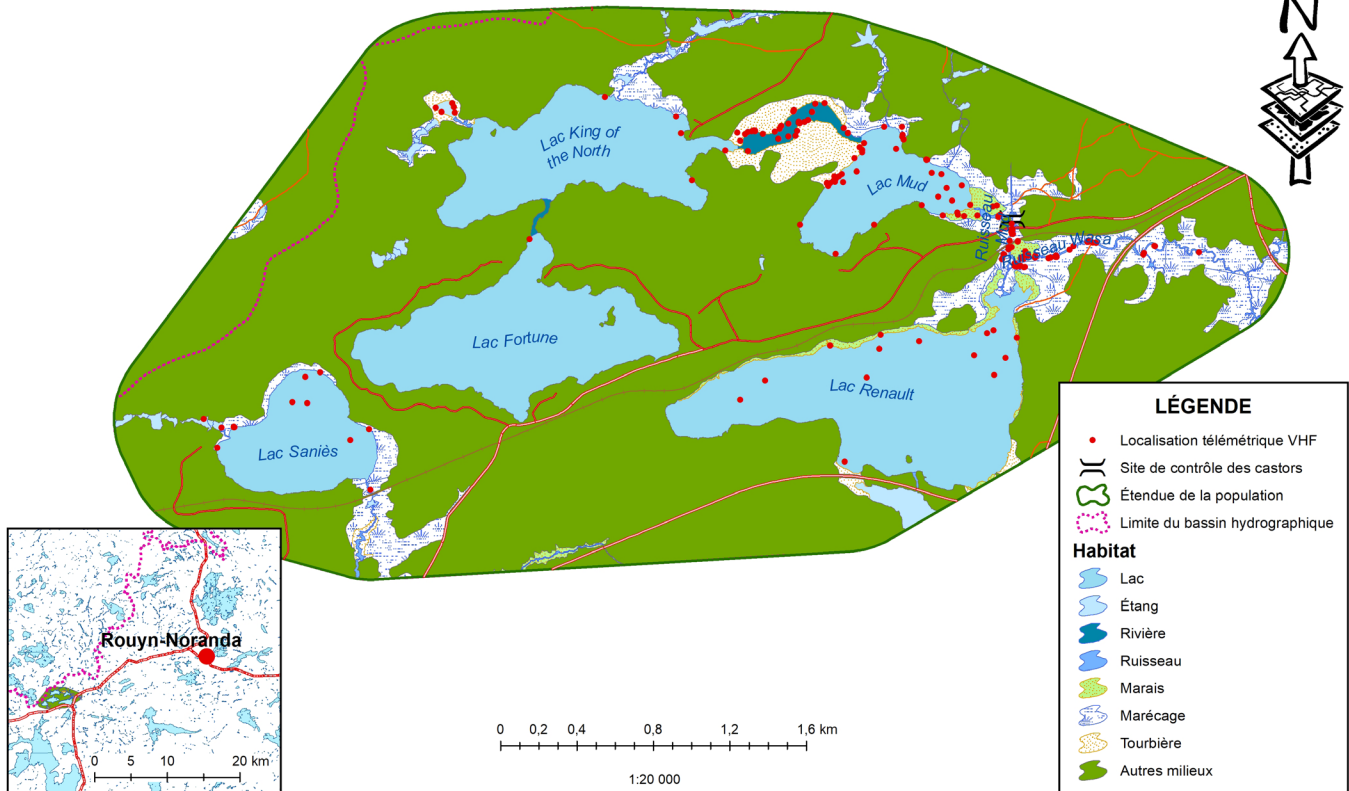 N
Lac King of
the North
Lac Mud
Ruisseau
Ruisseau Wasa
Lac Fortune
Lac Renault
Lac Saniès
LÉGENDE
Localisation télémétrique VHF
Site de contrôle des castors
Étendue de la population
Limite du bassin hydrographique
Habitat
Lac
Étang
Rivière
Ruisseau
Marais
Marécage
Tourbière
Autres milieux
Rouyn-Noranda
0 5 10 20 km
0 0,2 0,4 0,8 1,2 1,6 km
1:20 000